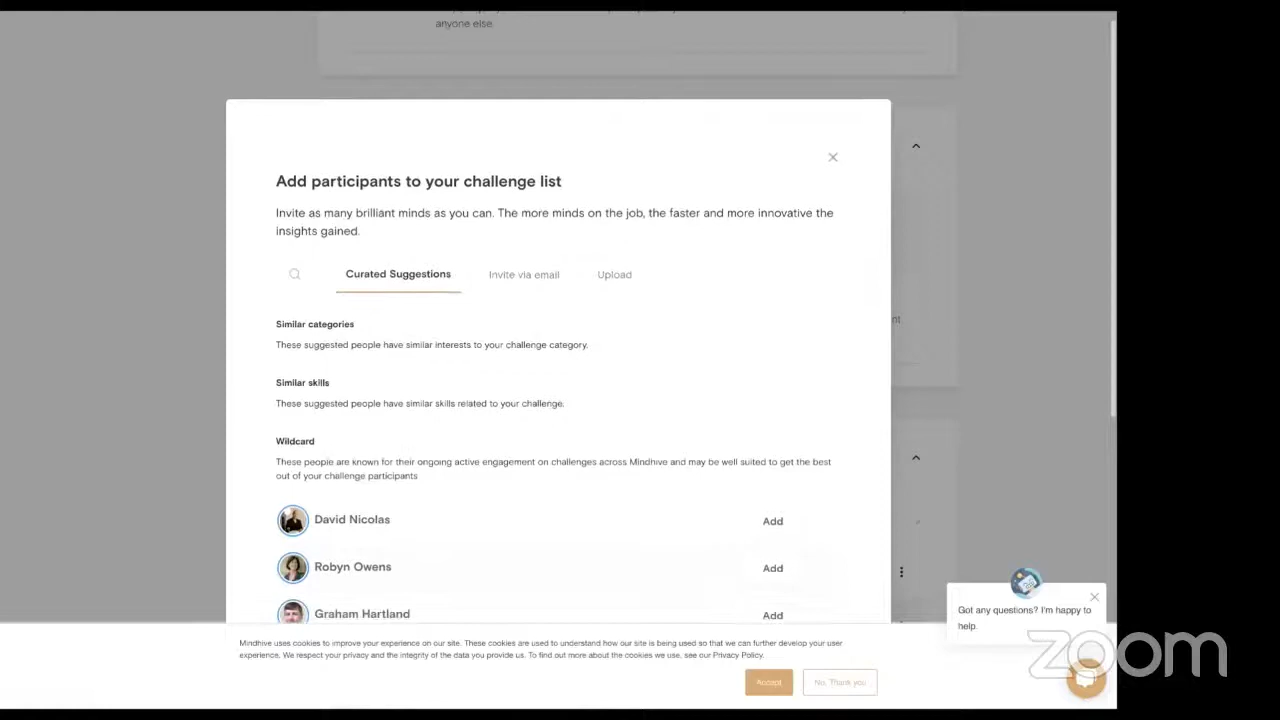 anyone else.
Add participants to your challenge list
Invite as many brilliant minds as you can. The more minds on the job, the faster and more innovative the
insights gained.
Curated Suggestions
Invite via email
Upload
Similar categories
These suggested people have similar interests to your challenge category.
Similar skills
These suggested people have similar skills related to your challenge.
Wildcard
These people are known for their ongoing active engagement on challenges across Mindhive and may be well suited to get the best
out of your challenge participants
David Nicolas
Add
Robyn Owens
Add
Graham Hartland
Add
Got any questions? I'm happy to
help.
Mindhive uses cookies to improve your experience on our site. These cookies are used to understand how our site is being used so that we can further develop your user
experience. We respect your privacy and the integrity of the data you provide us. To find out more about the cookies we use, see our Privacy Policy.
Accept
No, Thank you
zoom